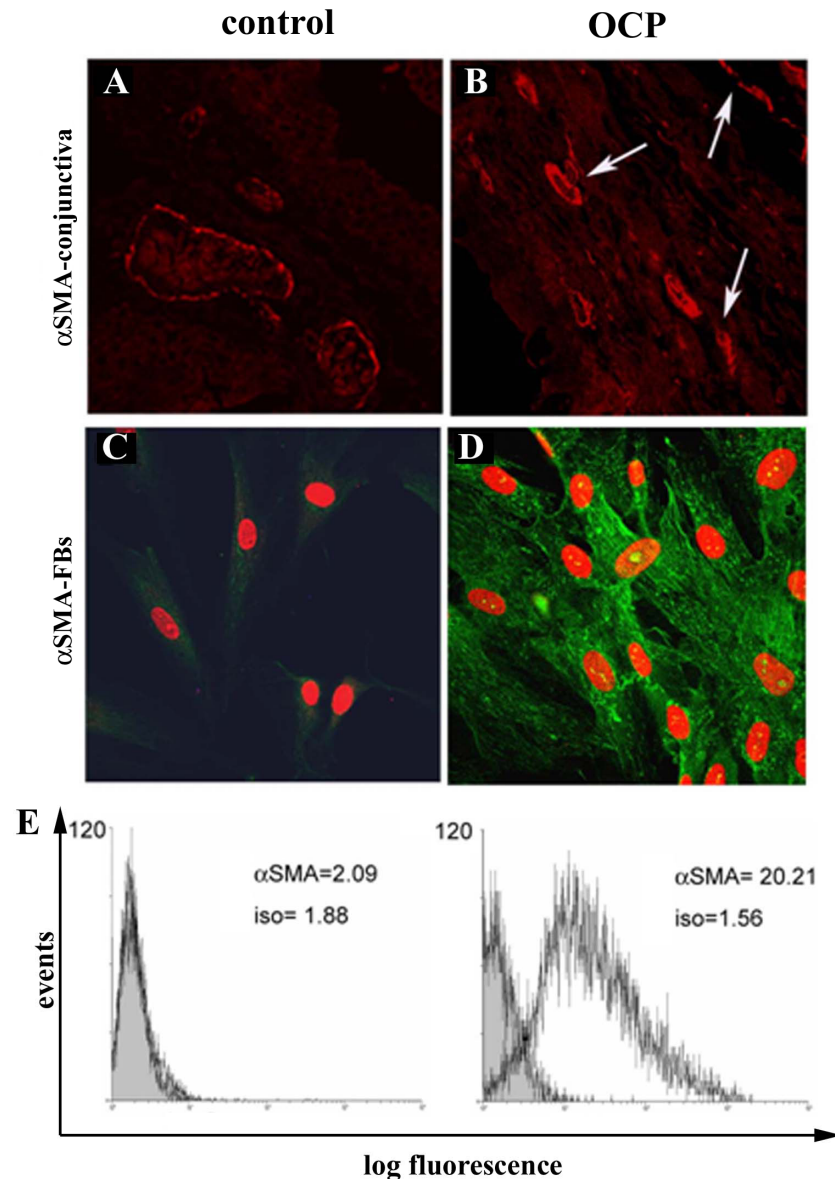 control OCP
αSMA-conjunctiva
A B
αSMA-FBs
C D
E
120 120
αSMA=2.09 αSMA= 20.21
iso= 1.88 iso=1.56
events
log fluorescence